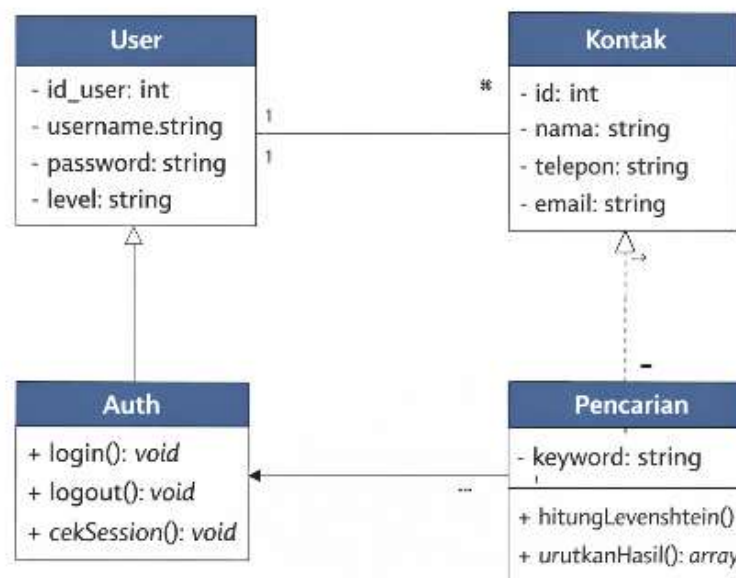 User
- id_user: int
- username.string
- password: string
- level: string
1
1
*
Kontak
- id: int
- nama: string
- telepon: string
- email: string
Auth
+ login(): void
+ logout(): void
+ cekSession(): void
...
Pencarian
- keyword: string
+ hitungLevenshtein()
+ urutkanHasil(): array